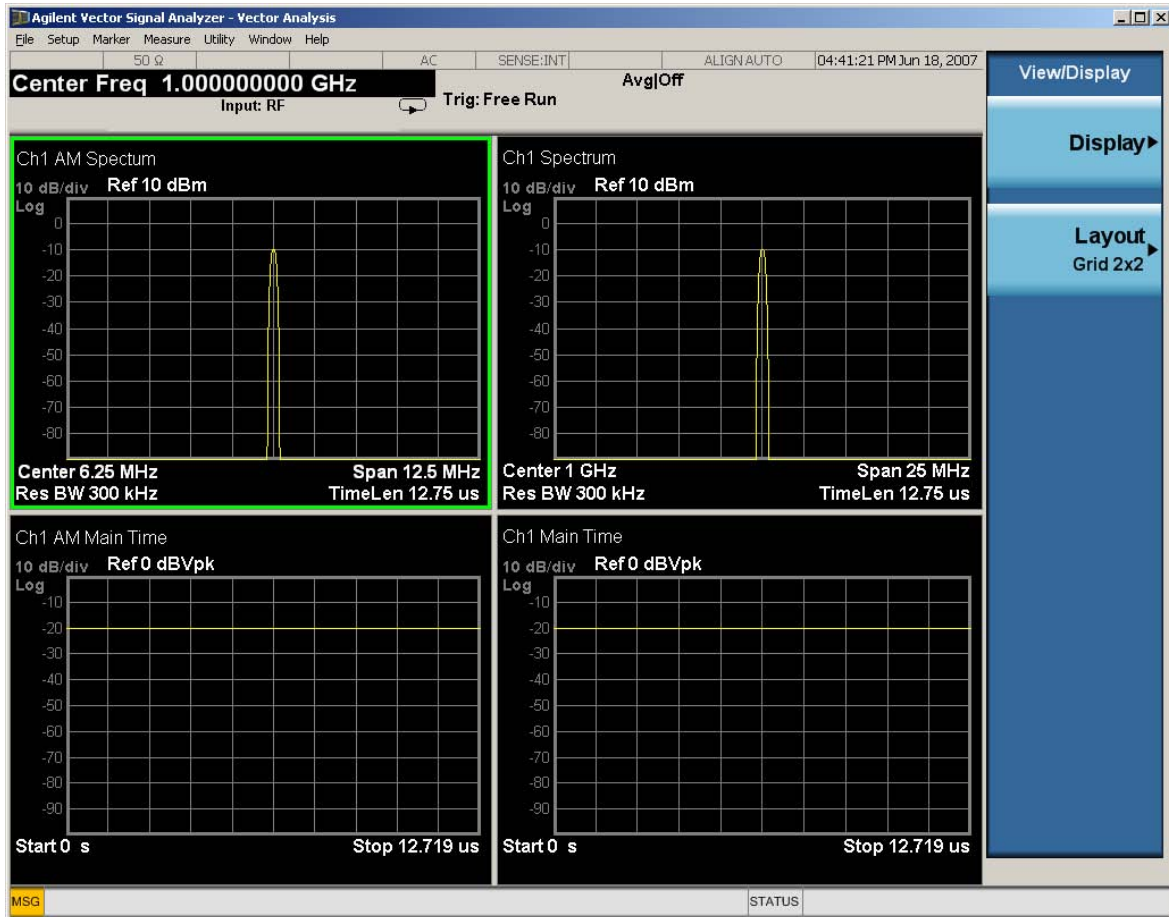 Agilent Vector Signal Analyzer - Vector Analysis
File Setup Marker Measure Utility Window Help
50 Ω AC SENSE:INT ALIGN AUTO 04:41:21 PM Jun 18, 2007
Center Freq 1.000000000 GHz
Input: RF
Trig: Free Run
Avg|Off
View/Display
Display
Layout
Grid 2x2
Ch1 AM Spectum
10 dB/div Ref 10 dBm
Log
0
-10
-20
-30
-40
-50
-60
-70
-80
Center 6.25 MHz Span 12.5 MHz
Res BW 300 kHz TimeLen 12.75 us
Ch1 Spectrum
10 dB/div Ref 10 dBm
Log
0
-10
-20
-30
-40
-50
-60
-70
-80
Center 1 GHz Span 25 MHz
Res BW 300 kHz TimeLen 12.75 us
Ch1 AM Main Time
10 dB/div Ref 0 dBVpk
Log
-10
-20
-30
-40
-50
-60
-70
-80
-90
Start 0 s Stop 12.719 us
Ch1 Main Time
10 dB/div Ref 0 dBVpk
Log
-10
-20
-30
-40
-50
-60
-70
-80
-90
Start 0 s Stop 12.719 us
MSG STATUS